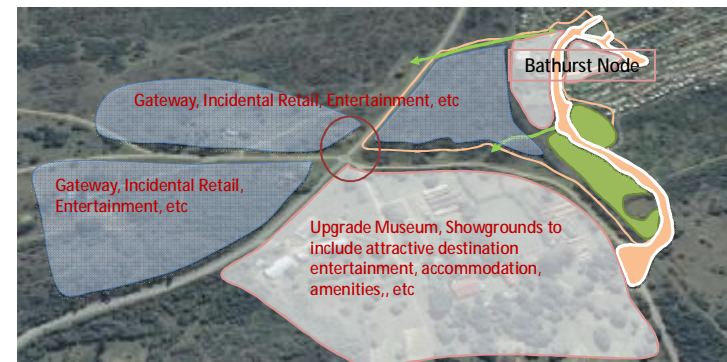 Bathurst Node
Gateway, Incidental Retail, Entertainment, etc
Gateway, Incidental Retail,
Entertainment, etc
Upgrade Museum, Showgrounds to
include attractive destination
entertainment, accommodation,
amenities,, etc